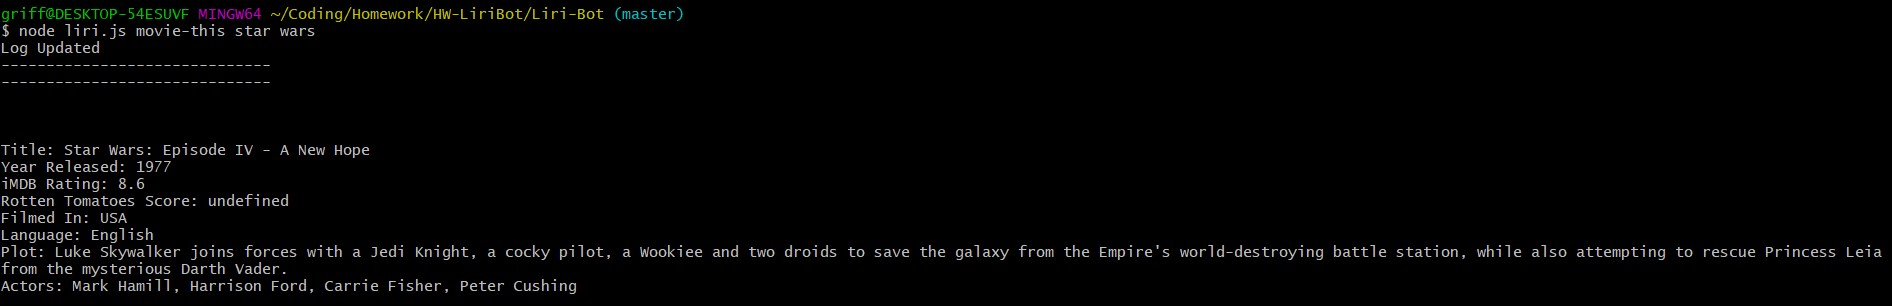 griff@DESKTOP-54ESUVF MINGW64 ~/Coding/Homework/HW-LiriBot/Liri-Bot (master)
$ node liri.js movie-this star wars
Log Updated
------------------------------
------------------------------
Title: Star Wars: Episode IV - A New Hope
Year Released: 1977
iMDB Rating: 8.6
Rotten Tomatoes Score: undefined
Filmed In: USA
Language: English
Plot: Luke Skywalker joins forces with a Jedi Knight, a cocky pilot, a Wookiee and two droids to save the galaxy from the Empire's world-destroying battle station, while also attempting to rescue Princess Leia
from the mysterious Darth Vader.
Actors: Mark Hamill, Harrison Ford, Carrie Fisher, Peter Cushing